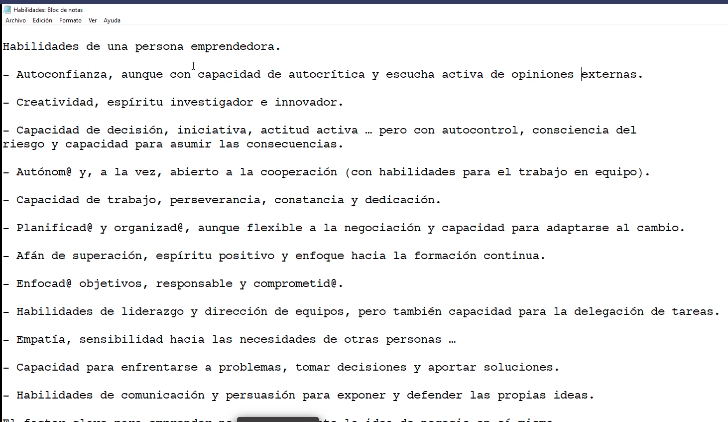 Habilidades: Bloc de notas
Archivo Edición Formato Ver Ayuda
Habilidades de una persona emprendedora.
- Autoconfianza, aunque con capacidad de autocrítica y escucha activa de opiniones externas.
- Creatividad, espíritu investigador e innovador.
- Capacidad de decisión, iniciativa, actitud activa … pero con autocontrol, consciencia del
riesgo y capacidad para asumir las consecuencias.
- Autónom@ y, a la vez, abierto a la cooperación (con habilidades para el trabajo en equipo).
- Capacidad de trabajo, perseverancia, constancia y dedicación.
- Planificad@ y organizad@, aunque flexible a la negociación y capacidad para adaptarse al cambio.
- Afán de superación, espíritu positivo y enfoque hacia la formación continua.
- Enfocad@ objetivos, responsable y comprometid@.
- Habilidades de liderazgo y dirección de equipos, pero también capacidad para la delegación de tareas.
- Empatía, sensibilidad hacia las necesidades de otras personas …
- Capacidad para enfrentarse a problemas, tomar decisiones y aportar soluciones.
- Habilidades de comunicación y persuasión para exponer y defender las propias ideas.